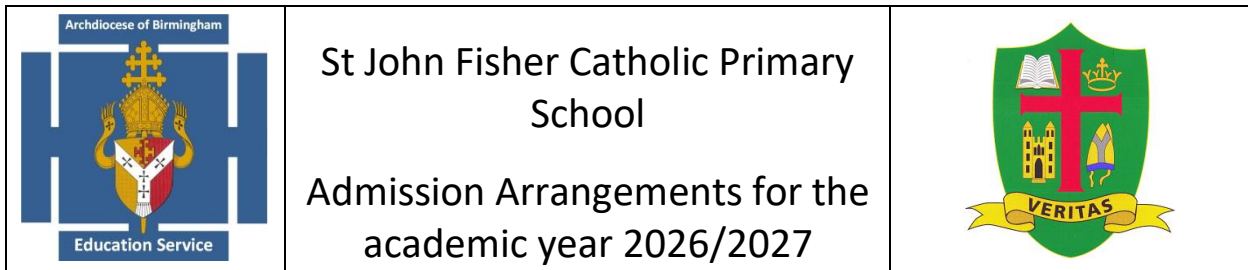 Archdiocese of Birmingham
Education Service
St John Fisher Catholic Primary
School
Admission Arrangements for the
academic year 2026/2027
VERITAS